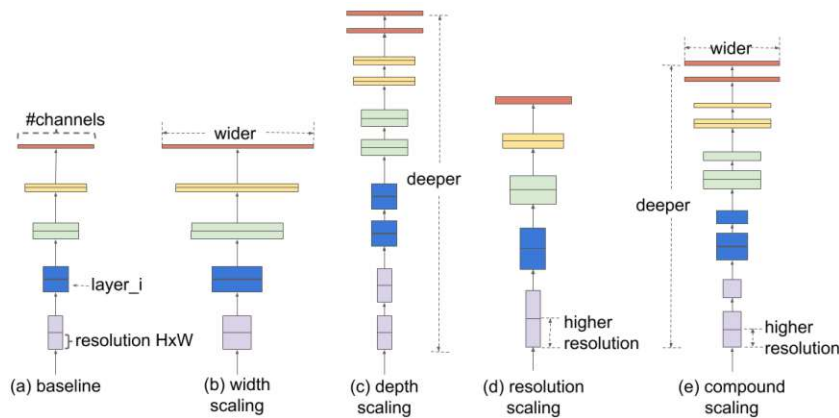 #channels
layer_i
resolution HxW
(a) baseline
wider
(b) width
scaling
deeper
(c) depth
scaling
higher
resolution
(d) resolution
scaling
wider
deeper
higher
resolution
(e) compound
scaling